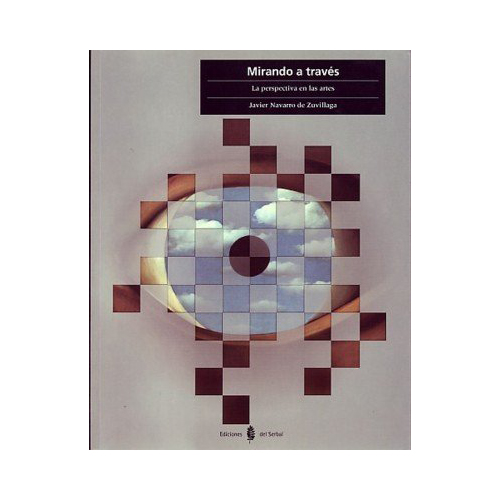 Mirando a través
La perspectiva en las artes
Javier Navarro de Zuvillaga
Ediciones del Serbal